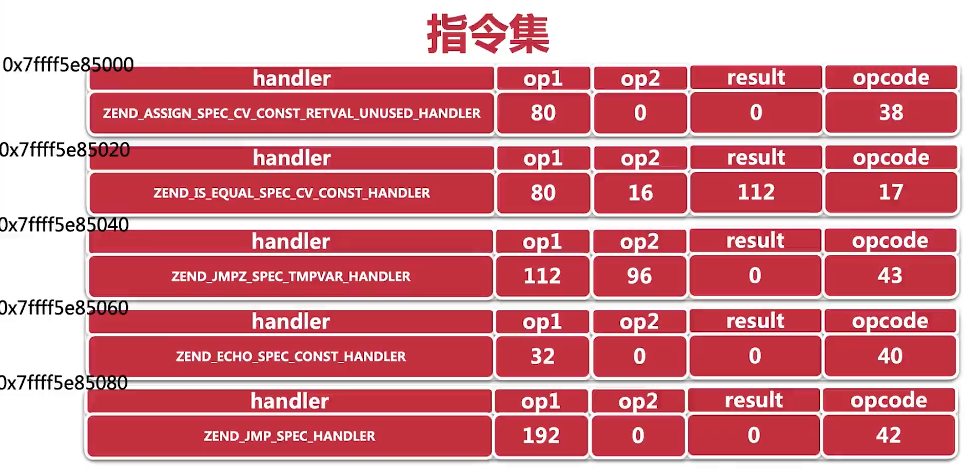 指令集
0x7ffff5e85000
handler op1 op2 result opcode
ZEND_ASSIGN_SPEC_CV_CONST_RETVAL_UNUSED_HANDLER 80 0 0 38
0x7ffff5e85020
handler op1 op2 result opcode
ZEND_IS_EQUAL_SPEC_CV_CONST_HANDLER 80 16 112 17
0x7ffff5e85040
handler op1 op2 result opcode
ZEND_JMPZ_SPEC_TMPVAR_HANDLER 112 96 0 43
0x7ffff5e85060
handler op1 op2 result opcode
ZEND_ECHO_SPEC_CONST_HANDLER 32 0 0 40
0x7ffff5e85080
handler op1 op2 result opcode
ZEND_JMP_SPEC_HANDLER 192 0 0 42